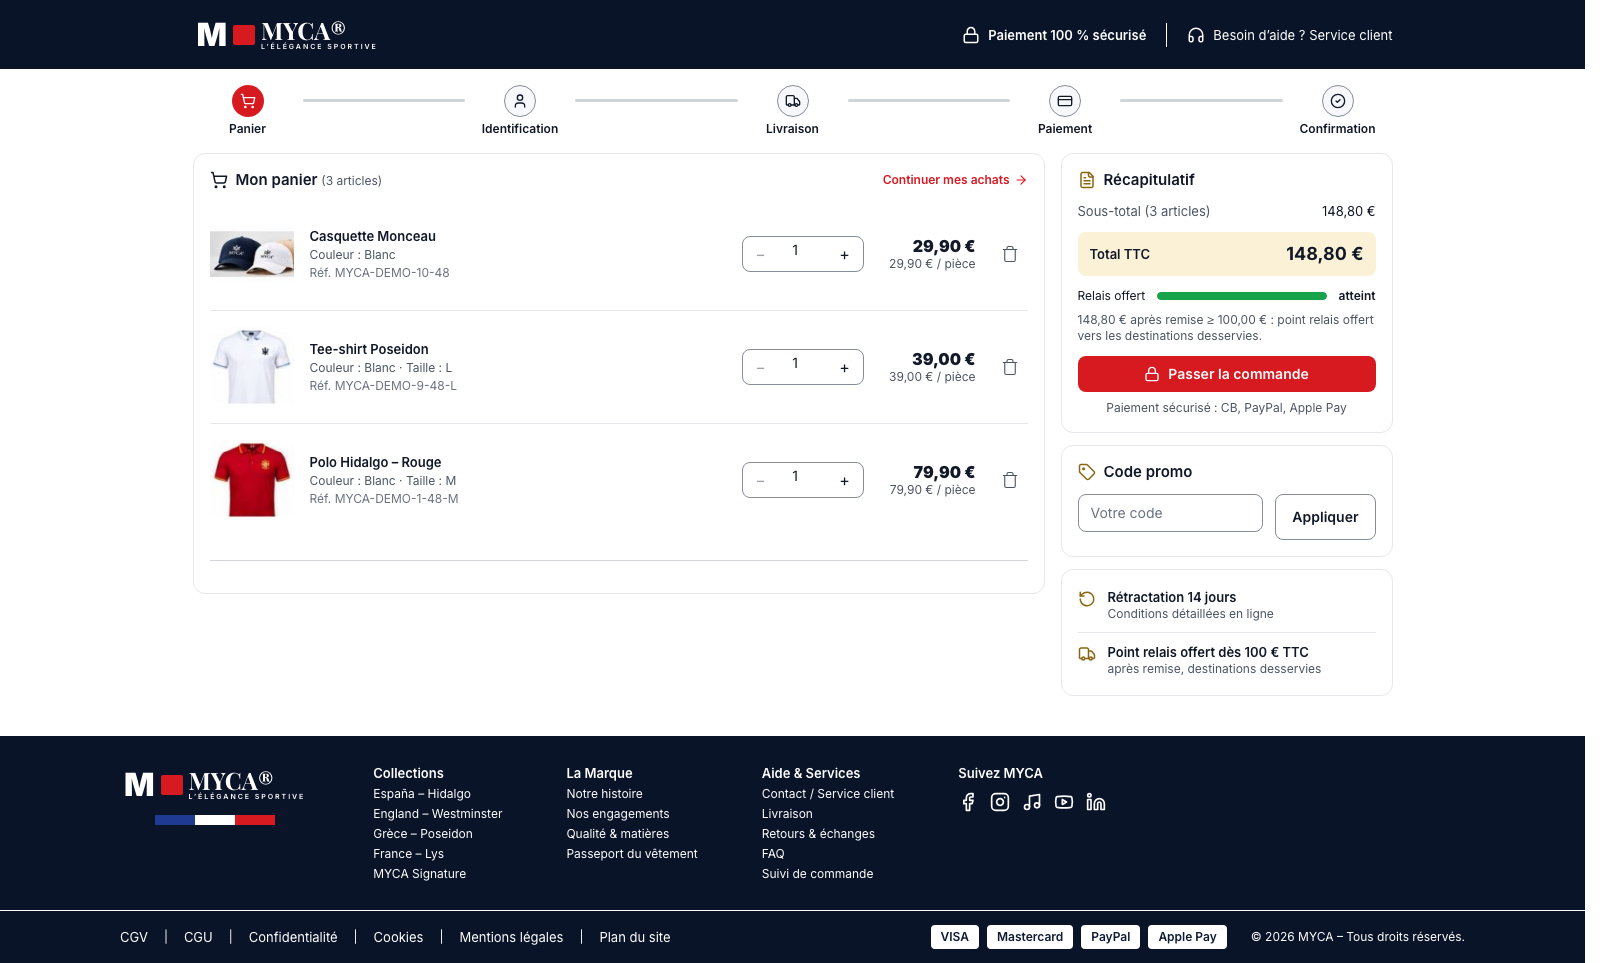 M MYCA®
L'ÉLÉGANCE SPORTIVE
Paiement 100 % sécurisé
Besoin d'aide ? Service client
Panier
Identification
Livraison
Paiement
Confirmation
Mon panier (3 articles)
Continuer mes achats →
Casquette Monceau
Couleur : Blanc
Réf. MYCA-DEMO-10-48
− 1 +
29,90 €
29,90 € / pièce
Tee-shirt Poseidon
Couleur : Blanc · Taille : L
Réf. MYCA-DEMO-9-48-L
− 1 +
39,00 €
39,00 € / pièce
Polo Hidalgo – Rouge
Couleur : Blanc · Taille : M
Réf. MYCA-DEMO-1-48-M
− 1 +
79,90 €
79,90 € / pièce
Récapitulatif
Sous-total (3 articles) 148,80 €
Total TTC 148,80 €
Relais offert atteint
148,80 € après remise ≥ 100,00 € : point relais offert
vers les destinations desservies.
Passer la commande
Paiement sécurisé : CB, PayPal, Apple Pay
Code promo
Votre code
Appliquer
Rétractation 14 jours
Conditions détaillées en ligne
Point relais offert dès 100 € TTC
après remise, destinations desservies
M MYCA®
L'ÉLÉGANCE SPORTIVE
Collections
España – Hidalgo
England – Westminster
Grèce – Poseidon
France – Lys
MYCA Signature
La Marque
Notre histoire
Nos engagements
Qualité & matières
Passeport du vêtement
Aide & Services
Contact / Service client
Livraison
Retours & échanges
FAQ
Suivi de commande
Suivez MYCA
CGV | CGU | Confidentialité | Cookies | Mentions légales | Plan du site
VISA Mastercard PayPal Apple Pay
© 2026 MYCA – Tous droits réservés.